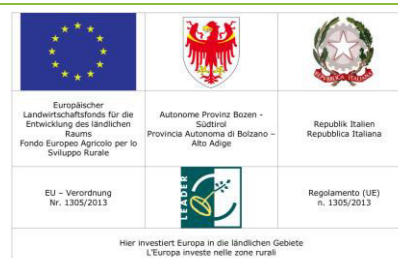 REPVBBLICA ITALIANA
Europäischer
Landwirtschaftsfonds für die
Entwicklung des ländlichen
Raums
Fondo Europeo Agricolo per lo
Sviluppo Rurale
Autonome Provinz Bozen -
Südtirol
Provincia Autonoma di Bolzano –
Alto Adige
Republik Italien
Repubblica Italiana
EU – Verordnung
Nr. 1305/2013
LEADER
Regolamento (UE)
n. 1305/2013
Hier investiert Europa in die ländlichen Gebiete
L'Europa investe nelle zone rurali